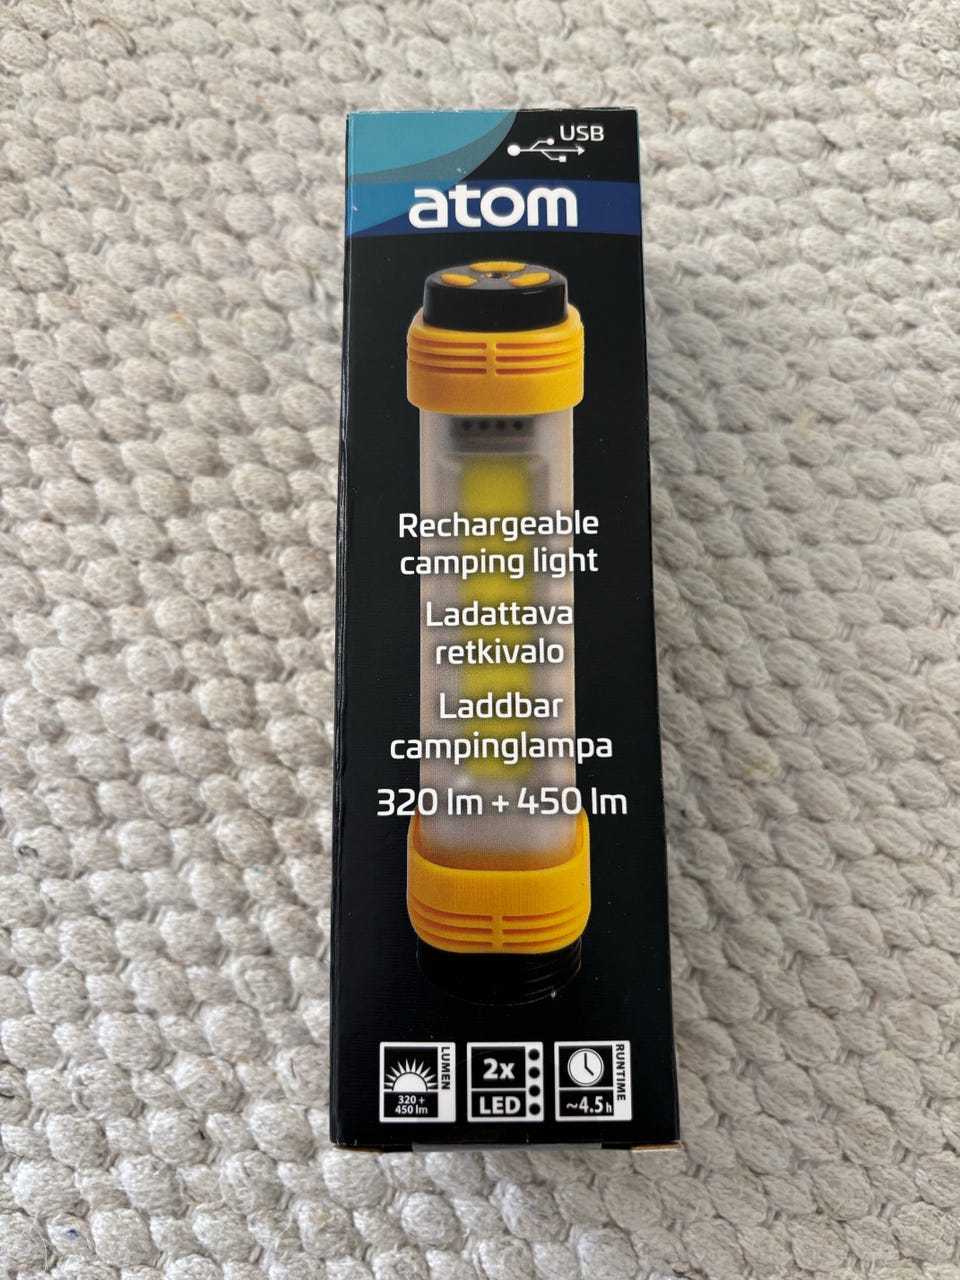 USB
atom
Rechargeable
camping light
Ladattava
retkivalo
Laddbar
campinglampa
320 lm + 450 lm
LUMEN
320 +
450 lm
2x
LED
RUNTIME
~4.5h